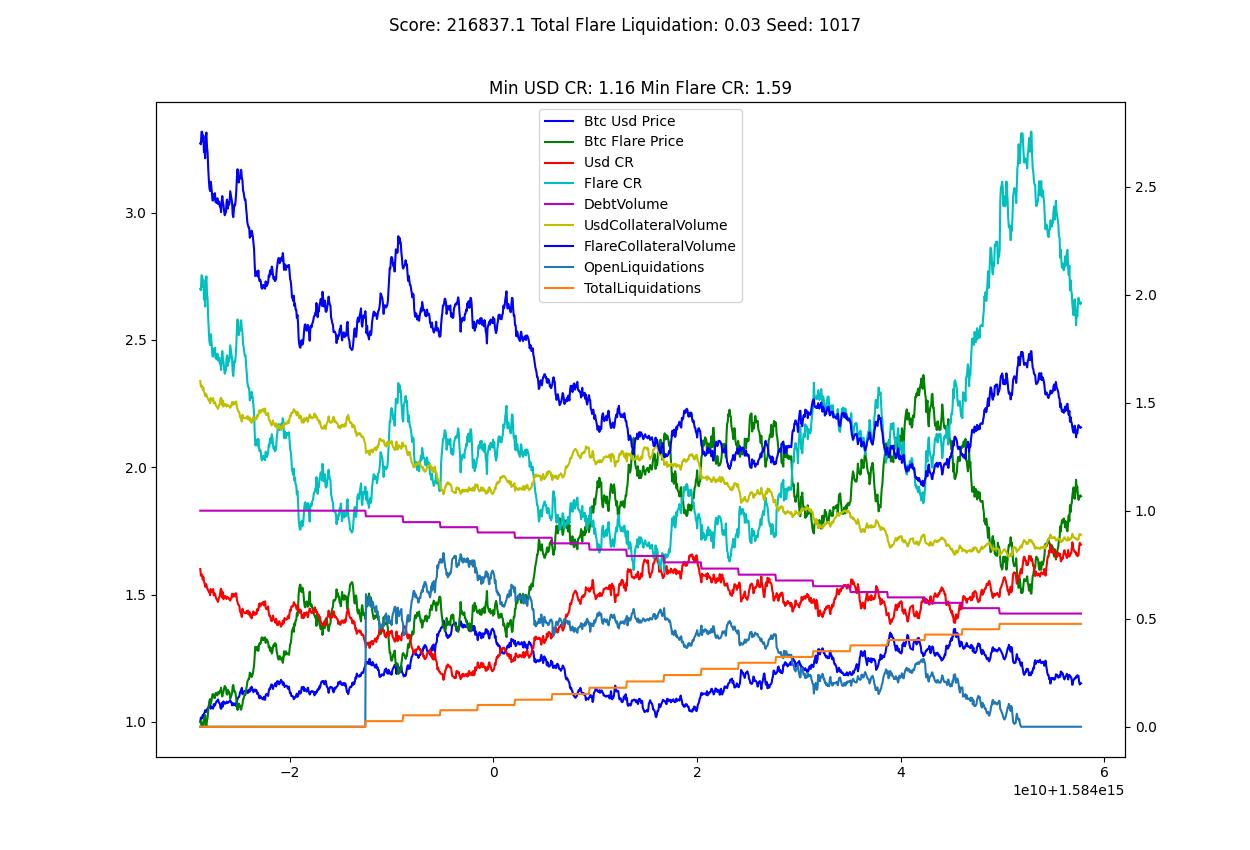 Score: 216837.1 Total Flare Liquidation: 0.03 Seed: 1017
Min USD CR: 1.16 Min Flare CR: 1.59
Btc Usd Price
Btc Flare Price
Usd CR
Flare CR
DebtVolume
UsdCollateralVolume
FlareCollateralVolume
OpenLiquidations
TotalLiquidations
3.0
2.5
2.0
1.5
1.0
2.5
2.0
1.5
1.0
0.5
0.0
−2 0 2 4 6
1e10+1.584e15